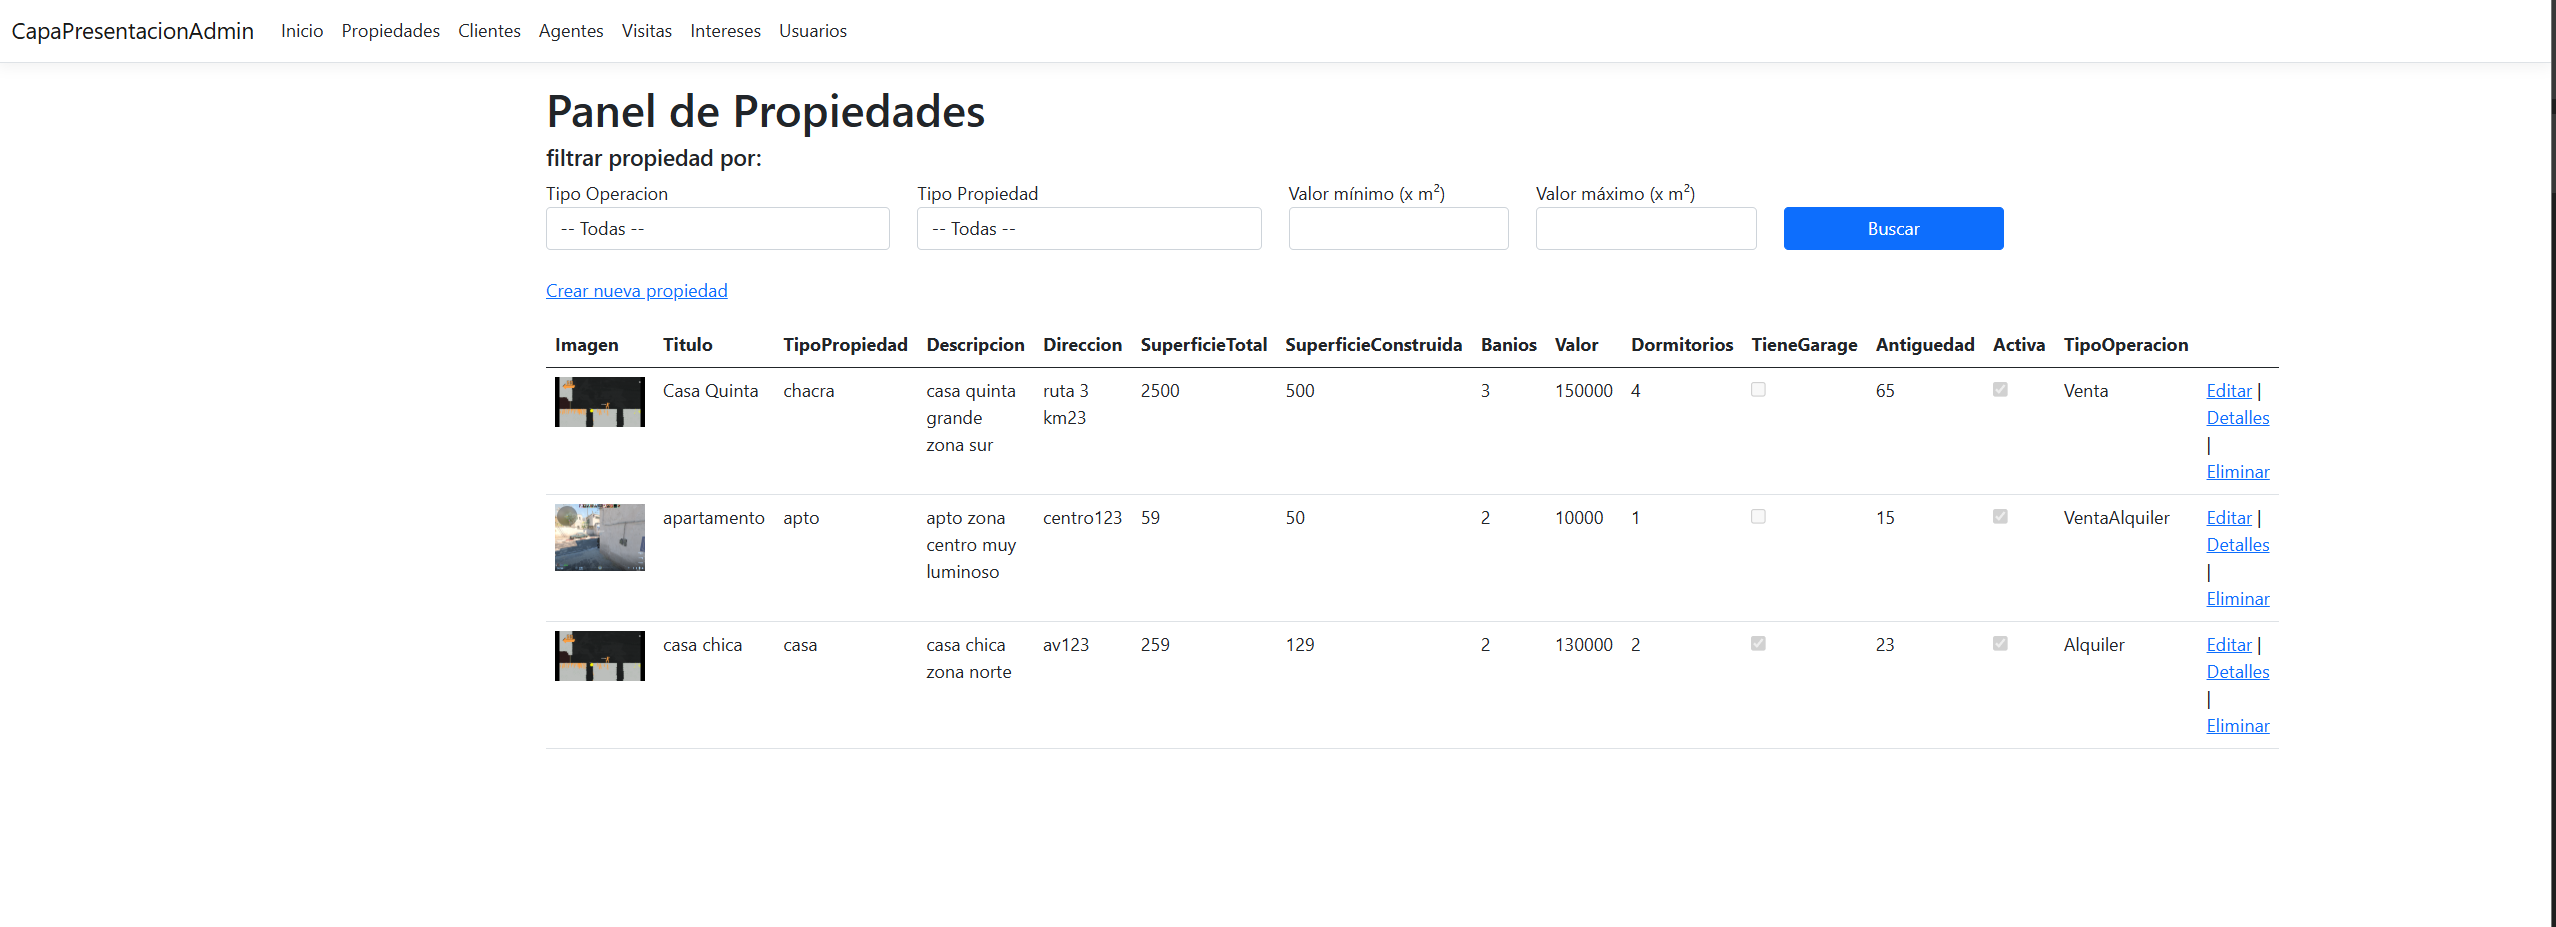 CapaPresentacionAdmin Inicio Propiedades Clientes Agentes Visitas Intereses Usuarios
Panel de Propiedades
filtrar propiedad por:
Tipo Operacion Tipo Propiedad Valor mínimo (x m²) Valor máximo (x m²)
-- Todas -- -- Todas -- Buscar
Crear nueva propiedad
Imagen Titulo TipoPropiedad Descripcion Direccion SuperficieTotal SuperficieConstruida Banios Valor Dormitorios TieneGarage Antiguedad Activa TipoOperacion
Casa Quinta chacra casa quinta ruta 3 2500 500 3 150000 4 65 Venta Editar |
grande km23 Detalles
zona sur |
Eliminar
apartamento apto apto zona centro123 59 50 2 10000 1 15 VentaAlquiler Editar |
centro muy Detalles
luminoso |
Eliminar
casa chica casa casa chica av123 259 129 2 130000 2 23 Alquiler Editar |
zona norte Detalles
|
Eliminar